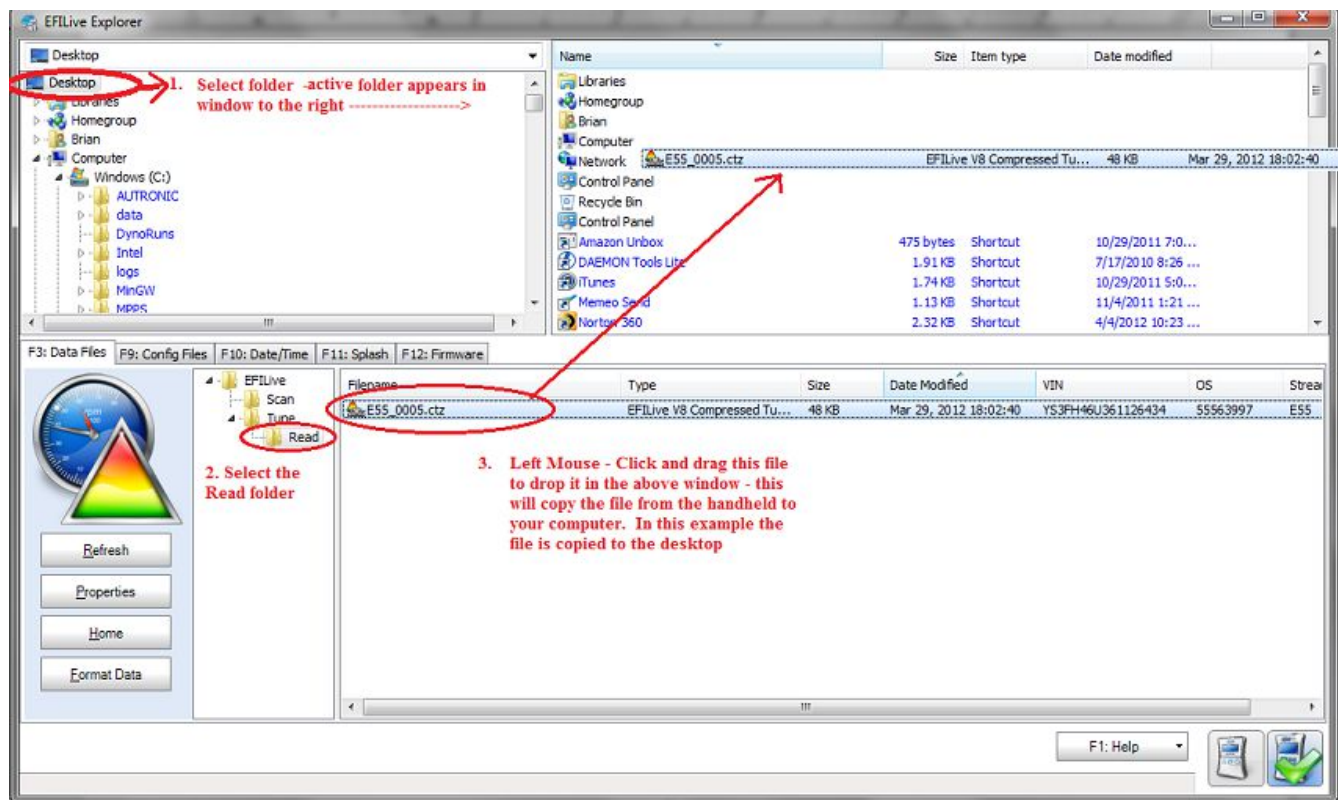 EFILive Explorer
Desktop
Desktop
1. Select folder -active folder appears in
window to the right ------------------->
Libraries
Homegroup
Brian
Computer
Windows (C:)
AUTRONIC
data
DynoRuns
Intel
logs
MinGW
MPPS
Name Size Item type Date modified
Libraries
Homegroup
Brian
Computer
Network E55_0005.ctz EFILive V8 Compressed Tu... 48 KB Mar 29, 2012 18:02:40
Control Panel
Recycle Bin
Control Panel
Amazon Unbox 475 bytes Shortcut 10/29/2011 7:0...
DAEMON Tools Lite 1.91 KB Shortcut 7/17/2010 8:26 ...
iTunes 1.74 KB Shortcut 10/29/2011 5:0...
Memeo Send 1.13 KB Shortcut 11/4/2011 1:21 ...
Norton 360 2.32 KB Shortcut 4/4/2012 10:23 ...
F3: Data Files F9: Config Files F10: Date/Time F11: Splash F12: Firmware
EFILive
Scan
Tune
Read
2. Select the
Read folder
Filename Type Size Date Modified VIN OS Strea
E55_0005.ctz EFILive V8 Compressed Tu... 48 KB Mar 29, 2012 18:02:40 YS3FH46U361126434 55563997 E55
3. Left Mouse - Click and drag this file
to drop it in the above window - this
will copy the file from the handheld to
your computer. In this example the
file is copied to the desktop
Refresh
Properties
Home
Format Data
F1: Help